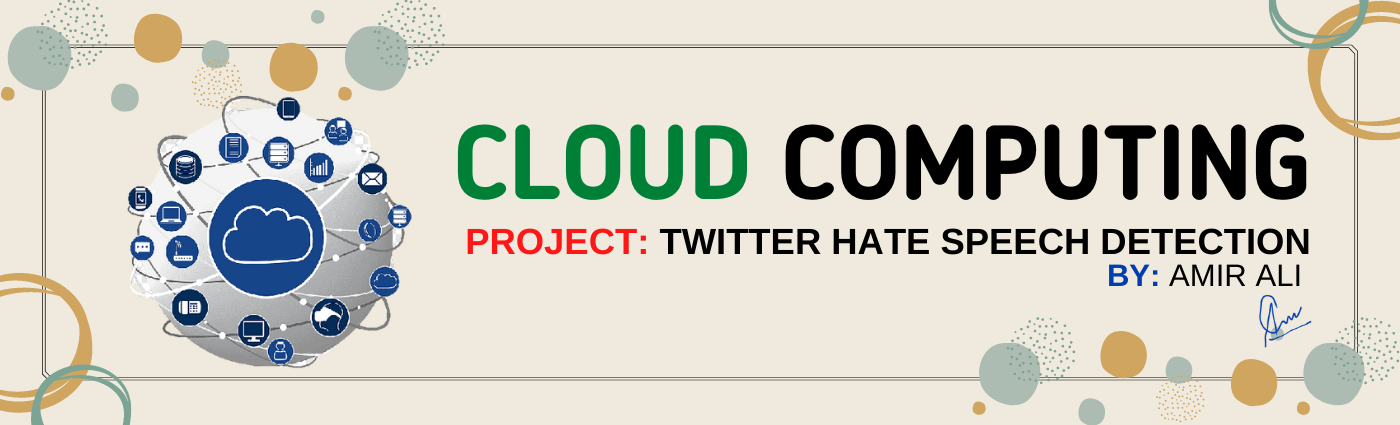 CLOUD COMPUTING
PROJECT: TWITTER HATE SPEECH DETECTION
BY: AMIR ALI